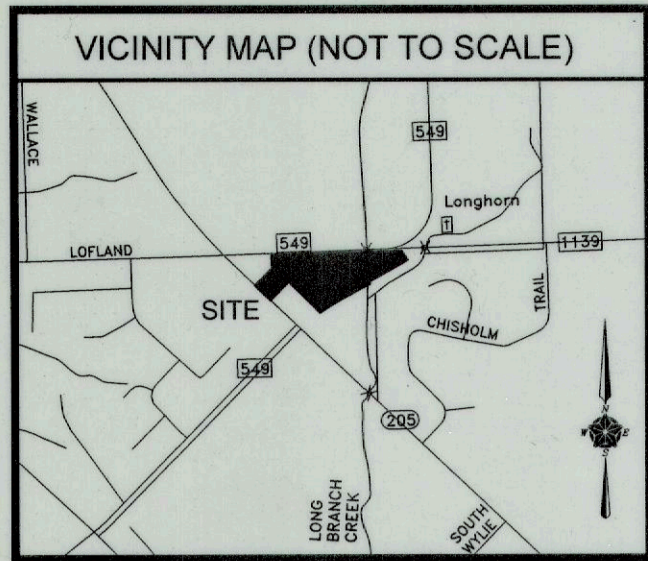 VICINITY MAP (NOT TO SCALE)
WALLACE
549
Longhorn
549
LOFLAND
1139
SITE
TRAIL
CHISHOLM
549
205
LONG
BRANCH
CREEK
SOUTH
WYLIE
N
W
E
S